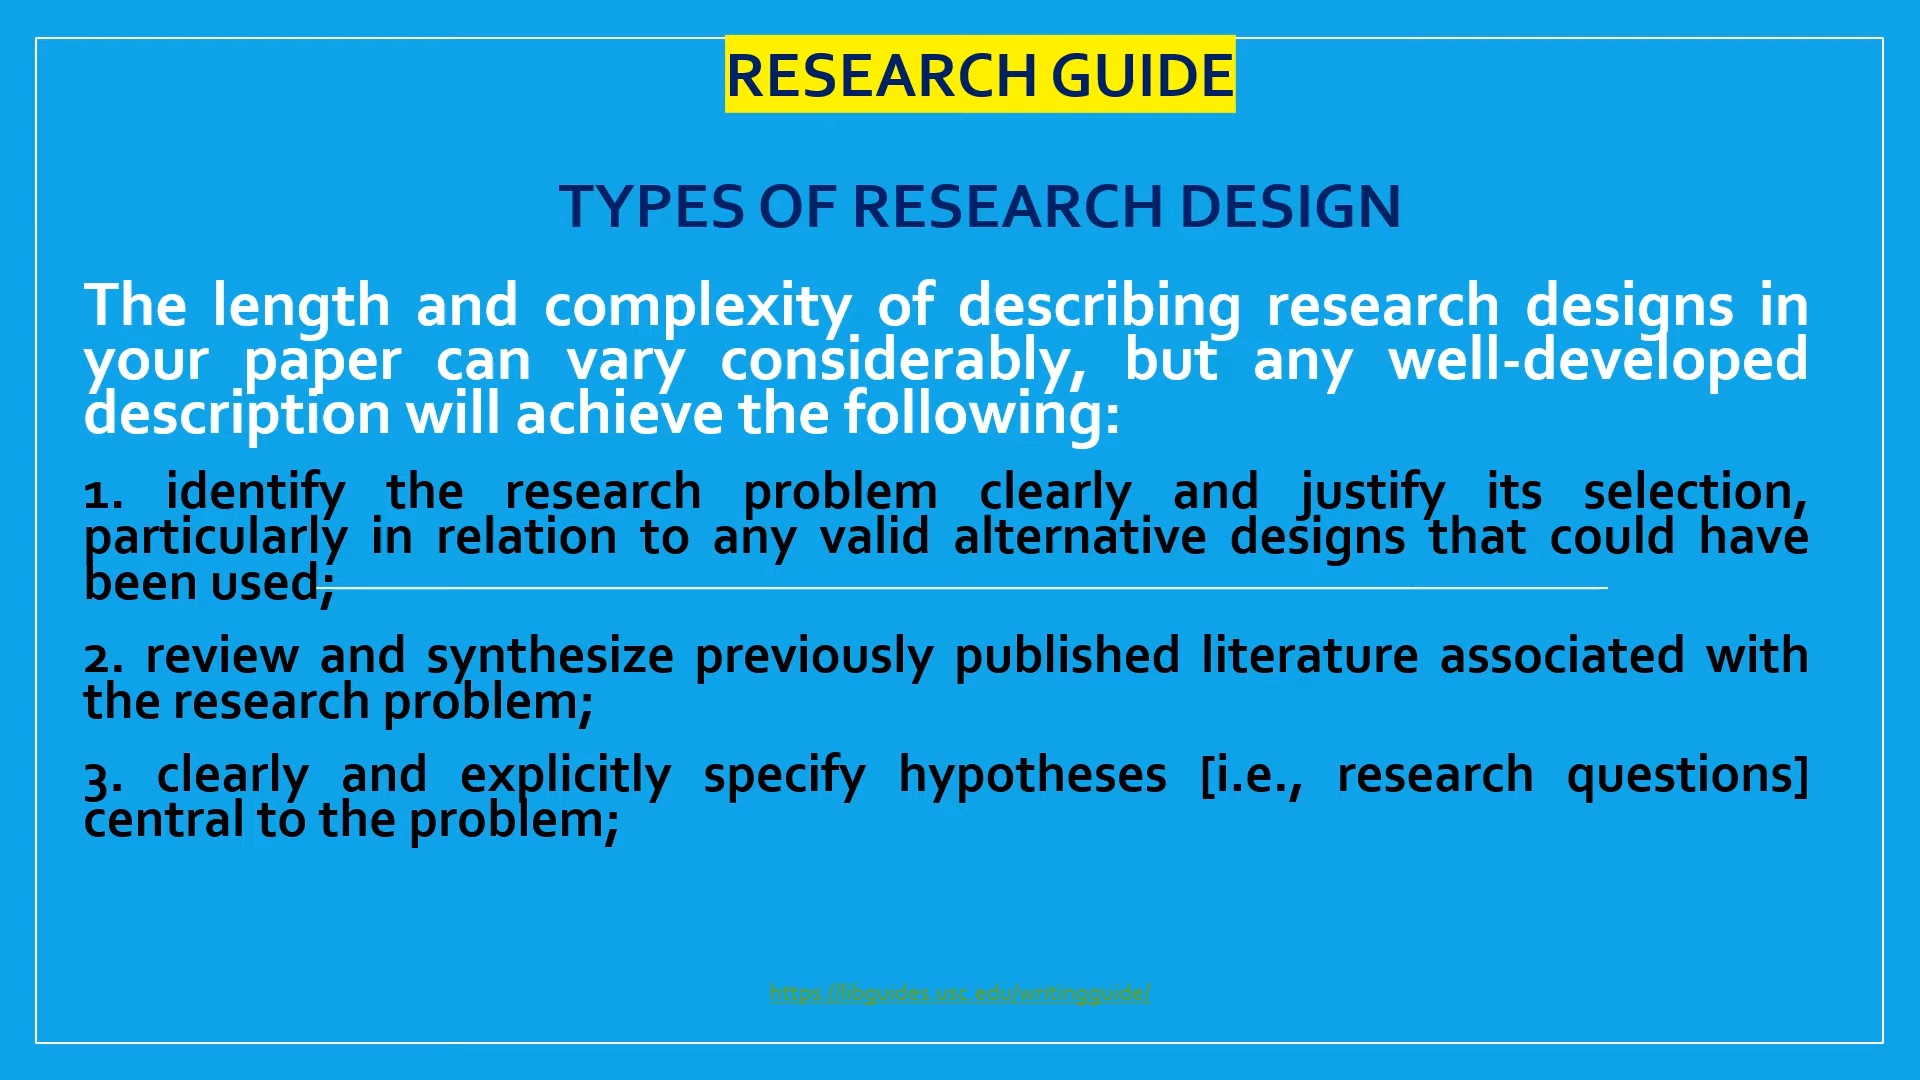 RESEARCH GUIDE
TYPES OF RESEARCH DESIGN
The length and complexity of describing research designs in
your paper can vary considerably, but any well-developed
description will achieve the following:
1. identify the research problem clearly and justify its selection,
particularly in relation to any valid alternative designs that could have
been used;
2. review and synthesize previously published literature associated with
the research problem;
3. clearly and explicitly specify hypotheses [i.e., research questions]
central to the problem;
https://libguides.usc.edu/writingguide/